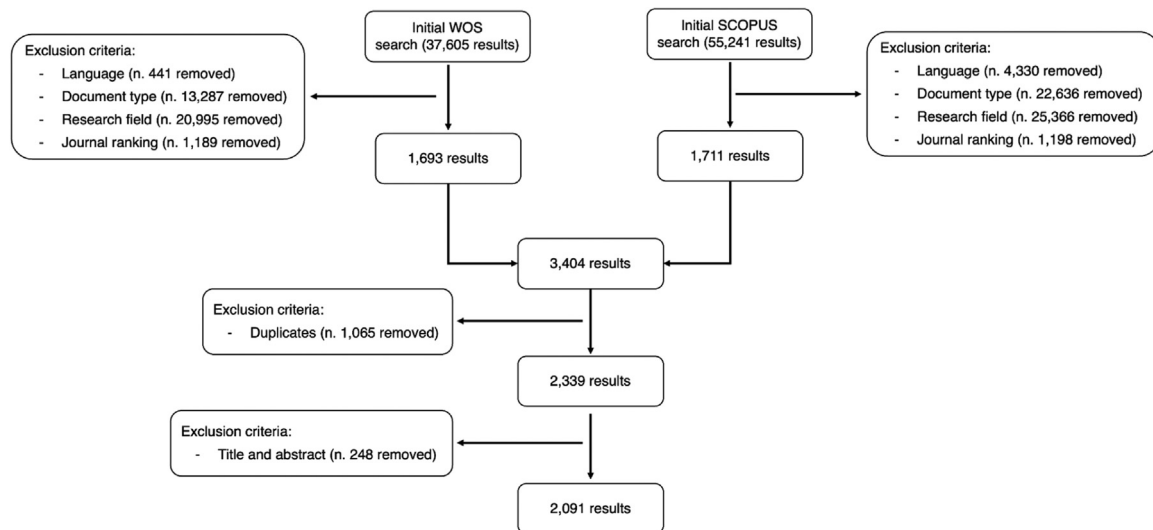 Initial WOS
search (37,605 results)
Initial SCOPUS
search (55,241 results)
Exclusion criteria:
- Language (n. 441 removed)
- Document type (n. 13,287 removed)
- Research field (n. 20,995 removed)
- Journal ranking (n. 1,189 removed)
Exclusion criteria:
- Language (n. 4,330 removed)
- Document type (n. 22,636 removed)
- Research field (n. 25,366 removed)
- Journal ranking (n. 1,198 removed)
1,693 results
1,711 results
3,404 results
Exclusion criteria:
- Duplicates (n. 1,065 removed)
2,339 results
Exclusion criteria:
- Title and abstract (n. 248 removed)
2,091 results